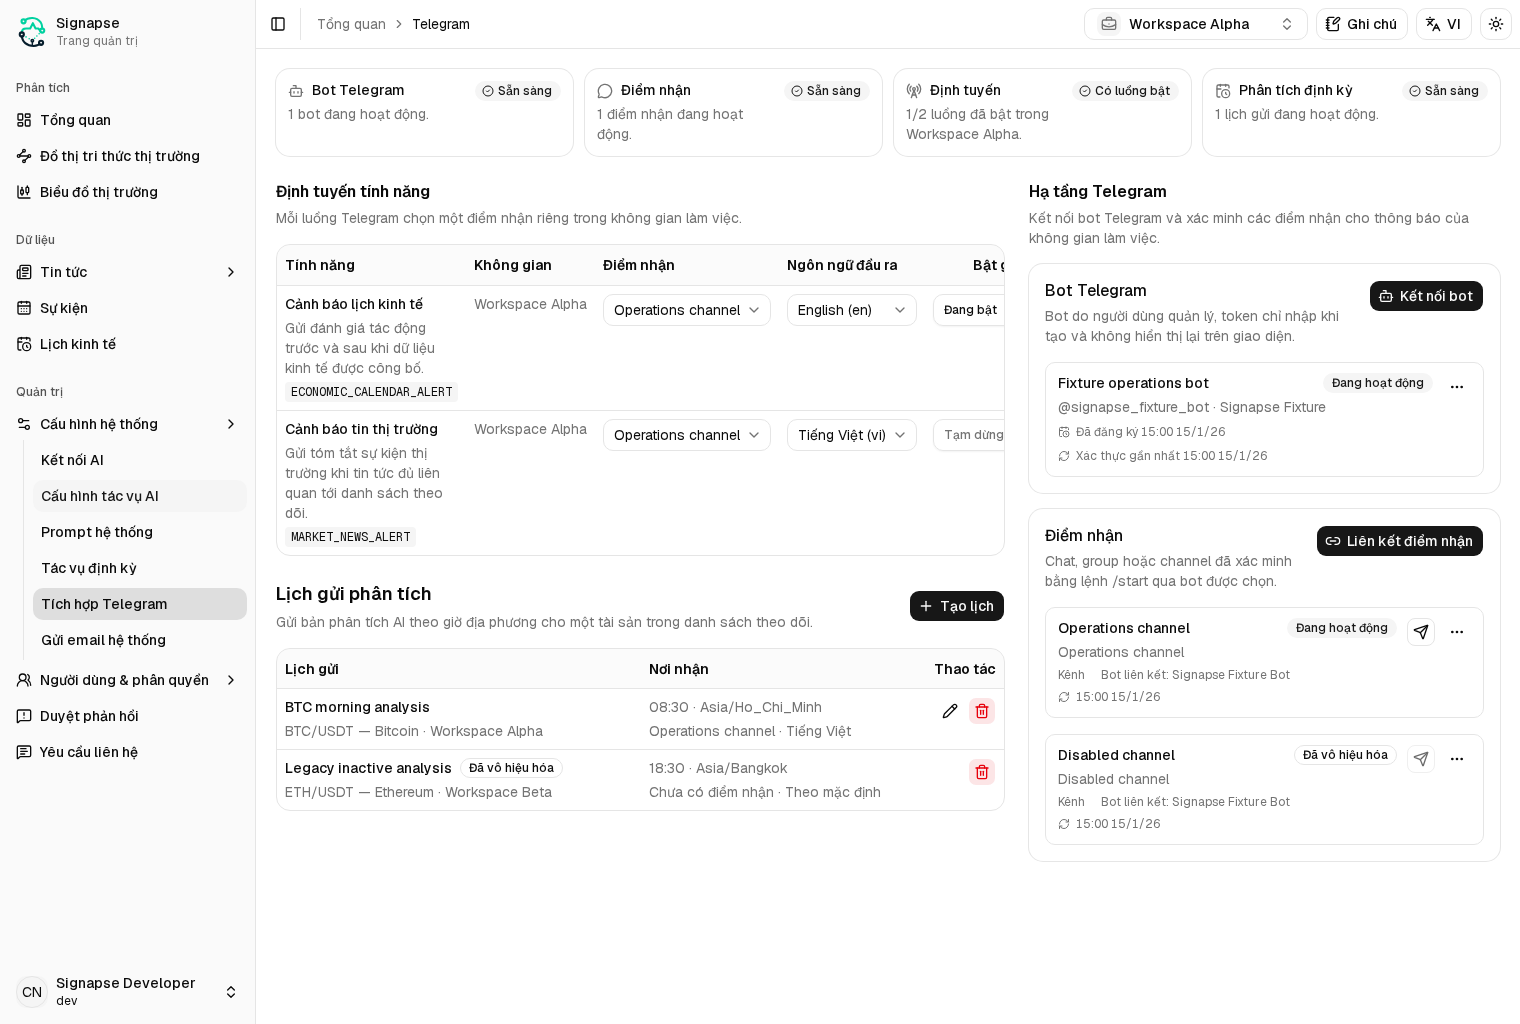 Signapse
Trang quản trị
Phân tích
Tổng quan
Đồ thị tri thức thị trường
Biểu đồ thị trường
Dữ liệu
Tin tức
Sự kiện
Lịch kinh tế
Quản trị
Cấu hình hệ thống
Kết nối AI
Cấu hình tác vụ AI
Prompt hệ thống
Tác vụ định kỳ
Tích hợp Telegram
Gửi email hệ thống
Người dùng & phân quyền
Duyệt phản hồi
Yêu cầu liên hệ
CN
Signapse Developer
dev
Tổng quan
Telegram
Workspace Alpha
Ghi chú
VI
Bot Telegram
Sẵn sàng
1 bot đang hoạt động.
Điểm nhận
Sẵn sàng
1 điểm nhận đang hoạt
động.
Định tuyến
Có luồng bật
1/2 luồng đã bật trong
Workspace Alpha.
Phân tích định kỳ
Sẵn sàng
1 lịch gửi đang hoạt động.
Định tuyến tính năng
Mỗi luồng Telegram chọn một điểm nhận riêng trong không gian làm việc.
Tính năng
Không gian
Điểm nhận
Ngôn ngữ đầu ra
Bật g
Cảnh báo lịch kinh tế
Gửi đánh giá tác động
trước và sau khi dữ liệu
kinh tế được công bố.
ECONOMIC_CALENDAR_ALERT
Workspace Alpha
Operations channel
English (en)
Đang bật
Cảnh báo tin thị trường
Gửi tóm tắt sự kiện thị
trường khi tin tức đủ liên
quan tới danh sách theo
dõi.
MARKET_NEWS_ALERT
Workspace Alpha
Operations channel
Tiếng Việt (vi)
Tạm dừng
Lịch gửi phân tích
Gửi bản phân tích AI theo giờ địa phương cho một tài sản trong danh sách theo dõi.
Tạo lịch
Lịch gửi
Nơi nhận
Thao tác
BTC morning analysis
BTC/USDT — Bitcoin · Workspace Alpha
08:30 · Asia/Ho_Chi_Minh
Operations channel · Tiếng Việt
Legacy inactive analysis
Đã vô hiệu hóa
ETH/USDT — Ethereum · Workspace Beta
18:30 · Asia/Bangkok
Chưa có điểm nhận · Theo mặc định
Hạ tầng Telegram
Kết nối bot Telegram và xác minh các điểm nhận cho thông báo của
không gian làm việc.
Bot Telegram
Bot do người dùng quản lý, token chỉ nhập khi
tạo và không hiển thị lại trên giao diện.
Kết nối bot
Fixture operations bot
Đang hoạt động
@signapse_fixture_bot · Signapse Fixture
Đã đăng ký 15:00 15/1/26
Xác thực gần nhất 15:00 15/1/26
Điểm nhận
Chat, group hoặc channel đã xác minh
bằng lệnh /start qua bot được chọn.
Liên kết điểm nhận
Operations channel
Đang hoạt động
Operations channel
Kênh
Bot liên kết: Signapse Fixture Bot
15:00 15/1/26
Disabled channel
Đã vô hiệu hóa
Disabled channel
Kênh
Bot liên kết: Signapse Fixture Bot
15:00 15/1/26